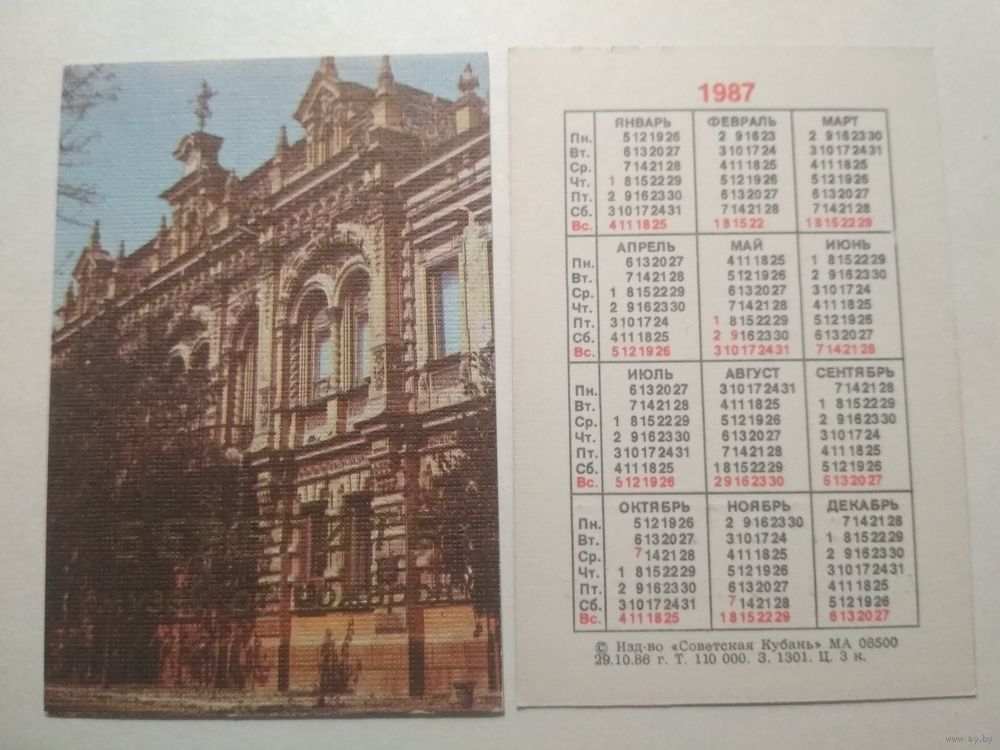 1987
ЯНВАРЬ ФЕВРАЛЬ МАРТ
Пн. 5 12 19 26 2 9 16 23 2 9 16 23 30
Вт. 6 13 20 27 3 10 17 24 3 10 17 24 31
Ср. 7 14 21 28 4 11 18 25 4 11 18 25
Чт. 1 8 15 22 29 5 12 19 26 5 12 19 26
Пт. 2 9 16 23 30 6 13 20 27 6 13 20 27
Сб. 3 10 17 24 31 7 14 21 28 7 14 21 28
Вс. 4 11 18 25 1 8 15 22 1 8 15 22 29
АПРЕЛЬ МАЙ ИЮНЬ
Пн. 6 13 20 27 4 11 18 25 1 8 15 22 29
Вт. 7 14 21 28 5 12 19 26 2 9 16 23 30
Ср. 1 8 15 22 29 6 13 20 27 3 10 17 24
Чт. 2 9 16 23 30 7 14 21 28 4 11 18 25
Пт. 3 10 17 24 1 8 15 22 29 5 12 19 26
Сб. 4 11 18 25 2 9 16 23 30 6 13 20 27
Вс. 5 12 19 26 3 10 17 24 31 7 14 21 28
ИЮЛЬ АВГУСТ СЕНТЯБРЬ
Пн. 6 13 20 27 3 10 17 24 31 7 14 21 28
Вт. 7 14 21 28 4 11 18 25 1 8 15 22 29
Ср. 1 8 15 22 29 5 12 19 26 2 9 16 23 30
Чт. 2 9 16 23 30 6 13 20 27 3 10 17 24
Пт. 3 10 17 24 31 7 14 21 28 4 11 18 25
Сб. 4 11 18 25 1 8 15 22 29 5 12 19 26
Вс. 5 12 19 26 2 9 16 23 30 6 13 20 27
ОКТЯБРЬ НОЯБРЬ ДЕКАБРЬ
Пн. 5 12 19 26 2 9 16 23 30 7 14 21 28
Вт. 6 13 20 27 3 10 17 24 1 8 15 22 29
Ср. 7 14 21 28 4 11 18 25 2 9 16 23 30
Чт. 1 8 15 22 29 5 12 19 26 3 10 17 24 31
Пт. 2 9 16 23 30 6 13 20 27 4 11 18 25
Сб. 3 10 17 24 31 7 14 21 28 5 12 19 26
Вс. 4 11 18 25 1 8 15 22 29 6 13 20 27
© Изд-во «Советская Кубань» МА 08500
29.10.86 г. Т. 110 000. З. 1301. Ц. 3 к.
www.ay.by